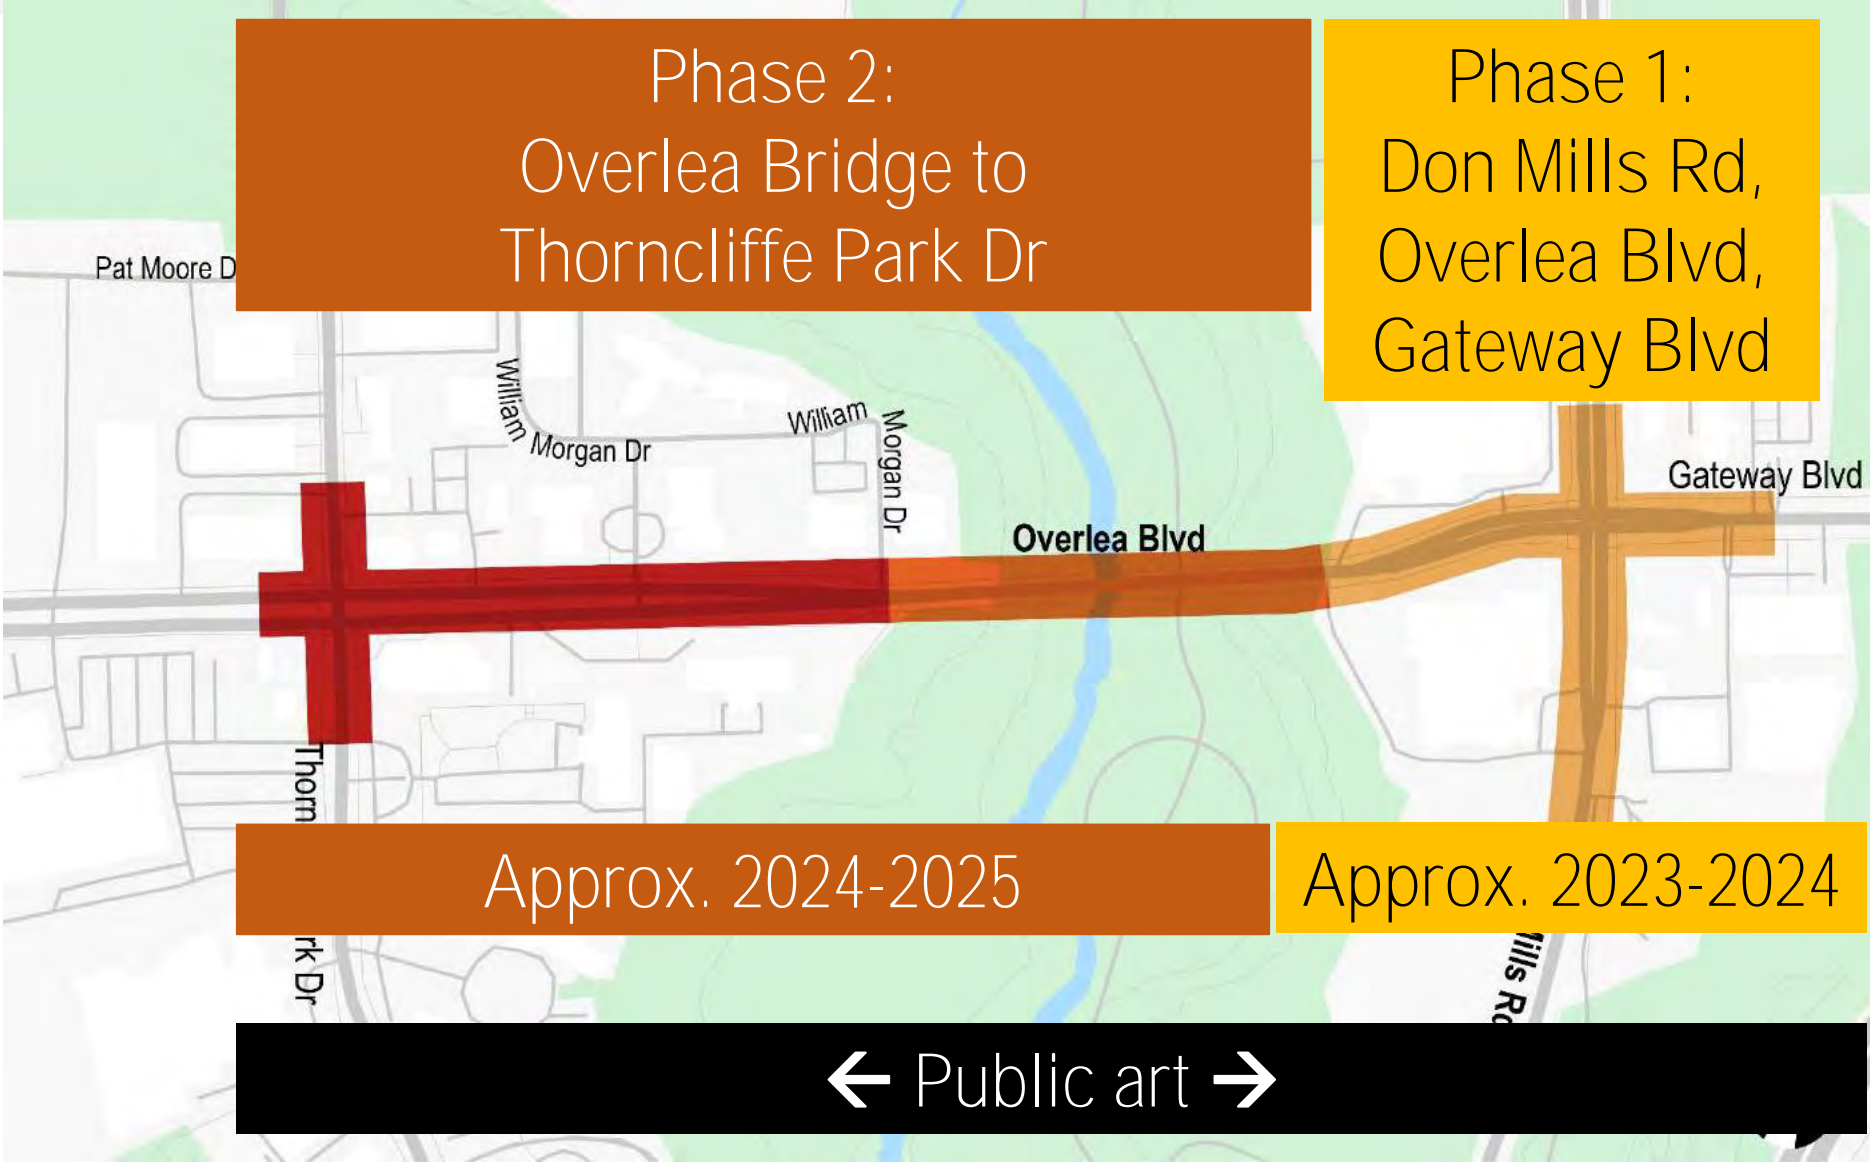 Phase 2:
Overlea Bridge to
Thorncliffe Park Dr
Phase 1:
Don Mills Rd,
Overlea Blvd,
Gateway Blvd
Pat Moore D
William
Morgan Dr
William
Morgan Dr
Gateway Blvd
Overlea Blvd
Thorn
rk Dr
Approx. 2024-2025
Approx. 2023-2024
Mills Ro
← Public art →